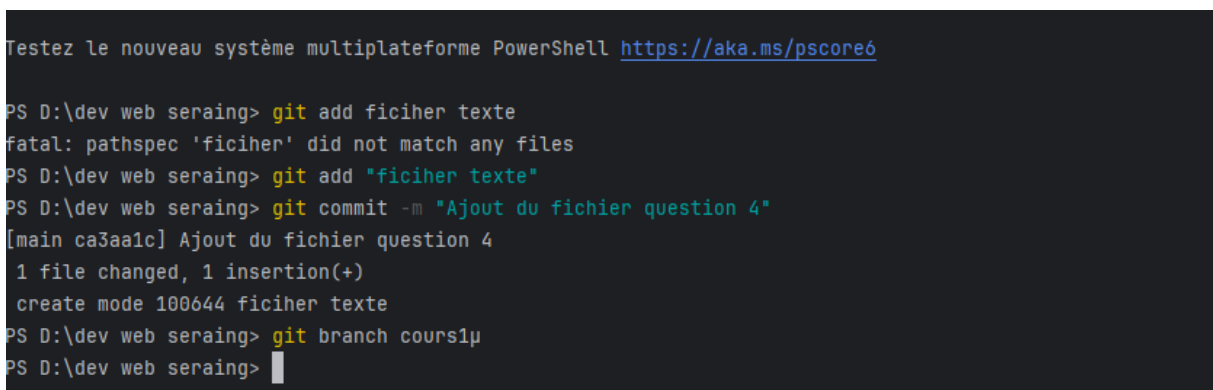 Testez le nouveau système multiplateforme PowerShell https://aka.ms/pscore6
PS D:\dev web seraing> git add ficiher texte
fatal: pathspec 'ficiher' did not match any files
PS D:\dev web seraing> git add "ficiher texte"
PS D:\dev web seraing> git commit -m "Ajout du fichier question 4"
[main ca3aa1c] Ajout du fichier question 4
 1 file changed, 1 insertion(+)
 create mode 100644 ficiher texte
PS D:\dev web seraing> git branch cours1µ
PS D:\dev web seraing>